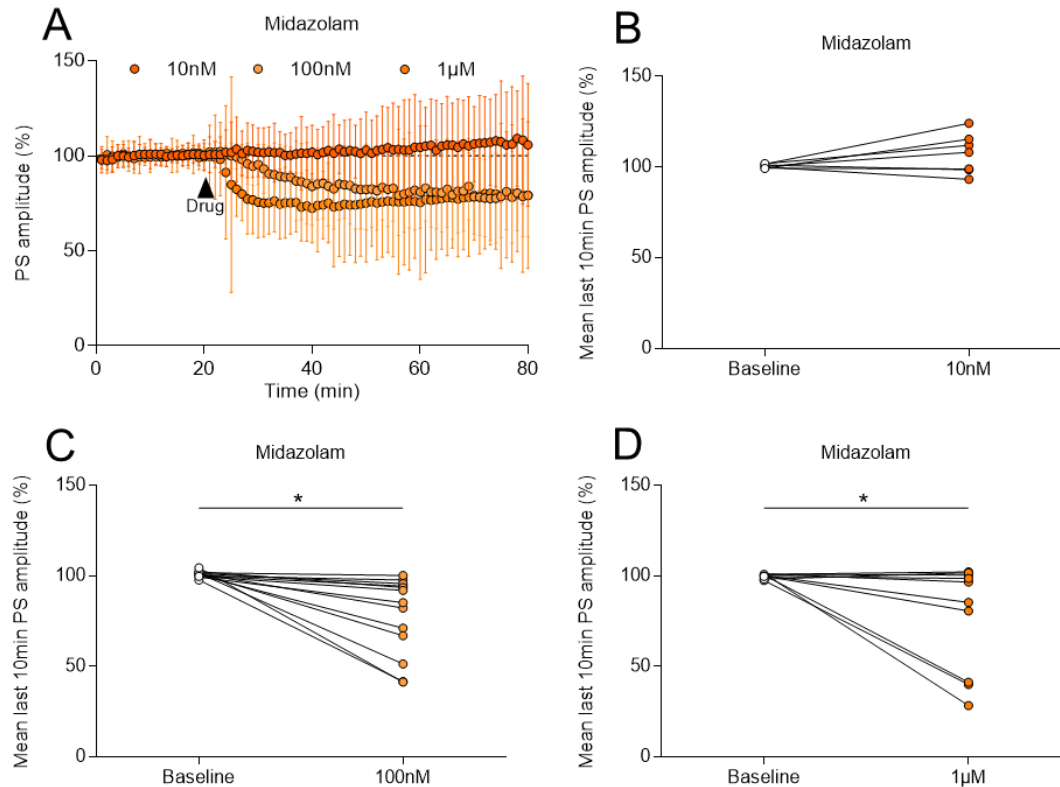 A
Midazolam
150
10nM
100nM
1µM
100
50
0
PS amplitude (%)
Drug
0
20
40
60
80
Time (min)
B
Midazolam
150
100
50
0
Mean last 10min PS amplitude (%)
Baseline
10nM
C
Midazolam
150
*
100
50
0
Mean last 10min PS amplitude (%)
Baseline
100nM
D
Midazolam
150
*
100
50
0
Mean last 10min PS amplitude (%)
Baseline
1µM